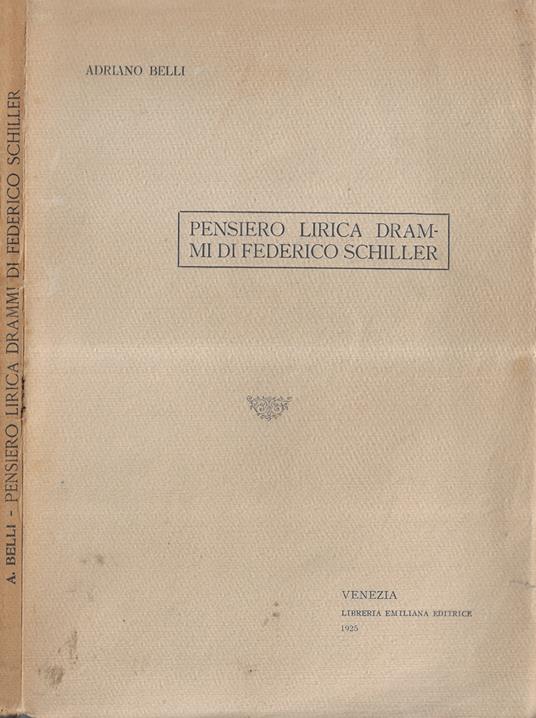 A. BELLI - PENSIERO LIRICA DRAMMI DI FEDERICO SCHILLER
ADRIANO BELLI
PENSIERO LIRICA DRAM-
MI DI FEDERICO SCHILLER
VENEZIA
LIBRERIA EMILIANA EDITRICE
1925